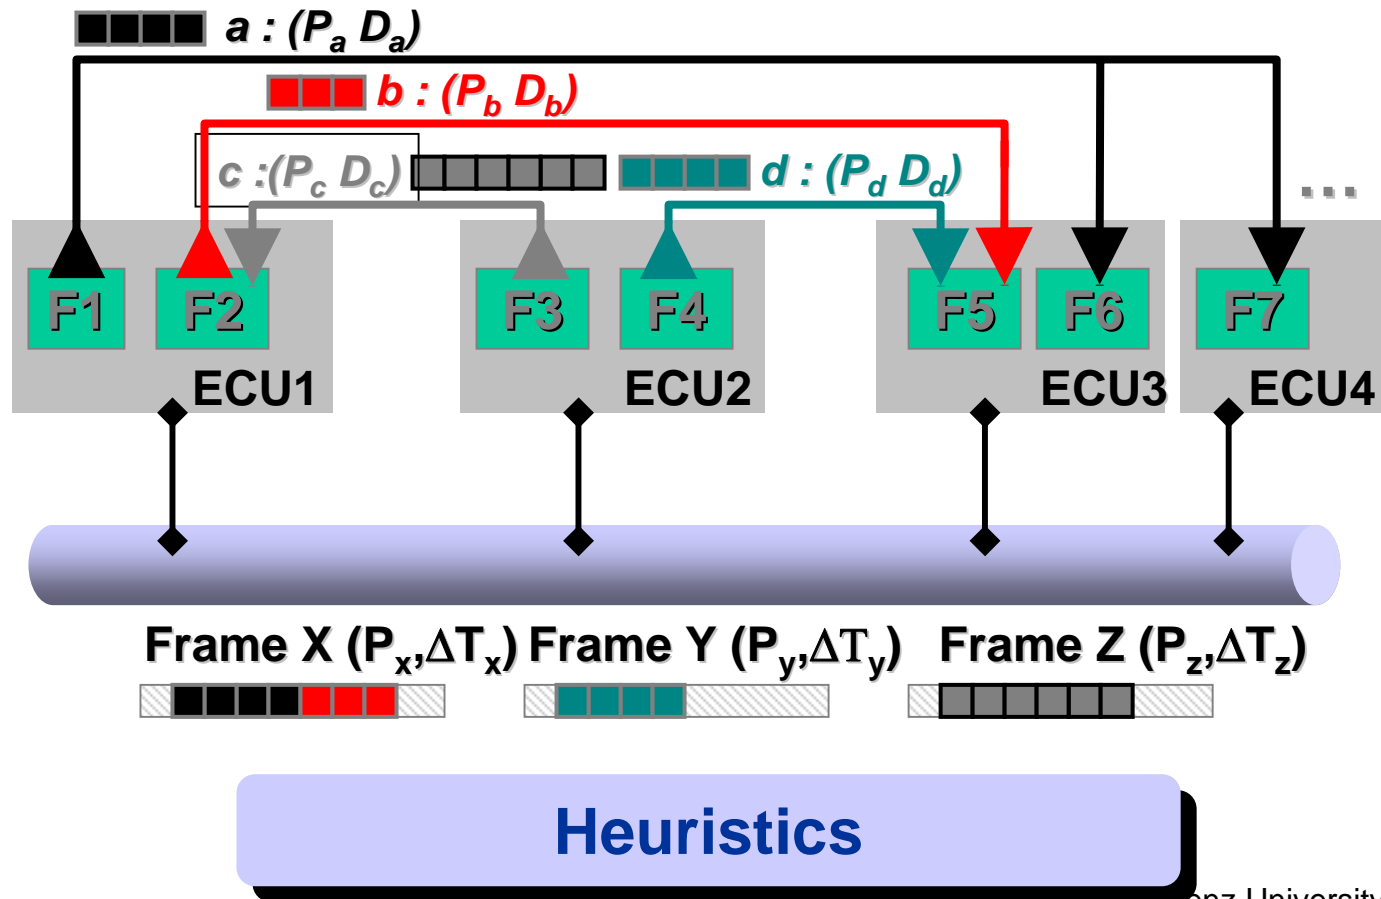 a : (Pa Da)
b : (Pb Db)
c :(Pc Dc)
d : (Pd Dd)
...
F1 F2 F3 F4 F5 F6 F7
ECU1 ECU2 ECU3 ECU4
Frame X (Px,ΔTx) Frame Y (Py,ΔTy) Frame Z (Pz,ΔTz)
Heuristics
University